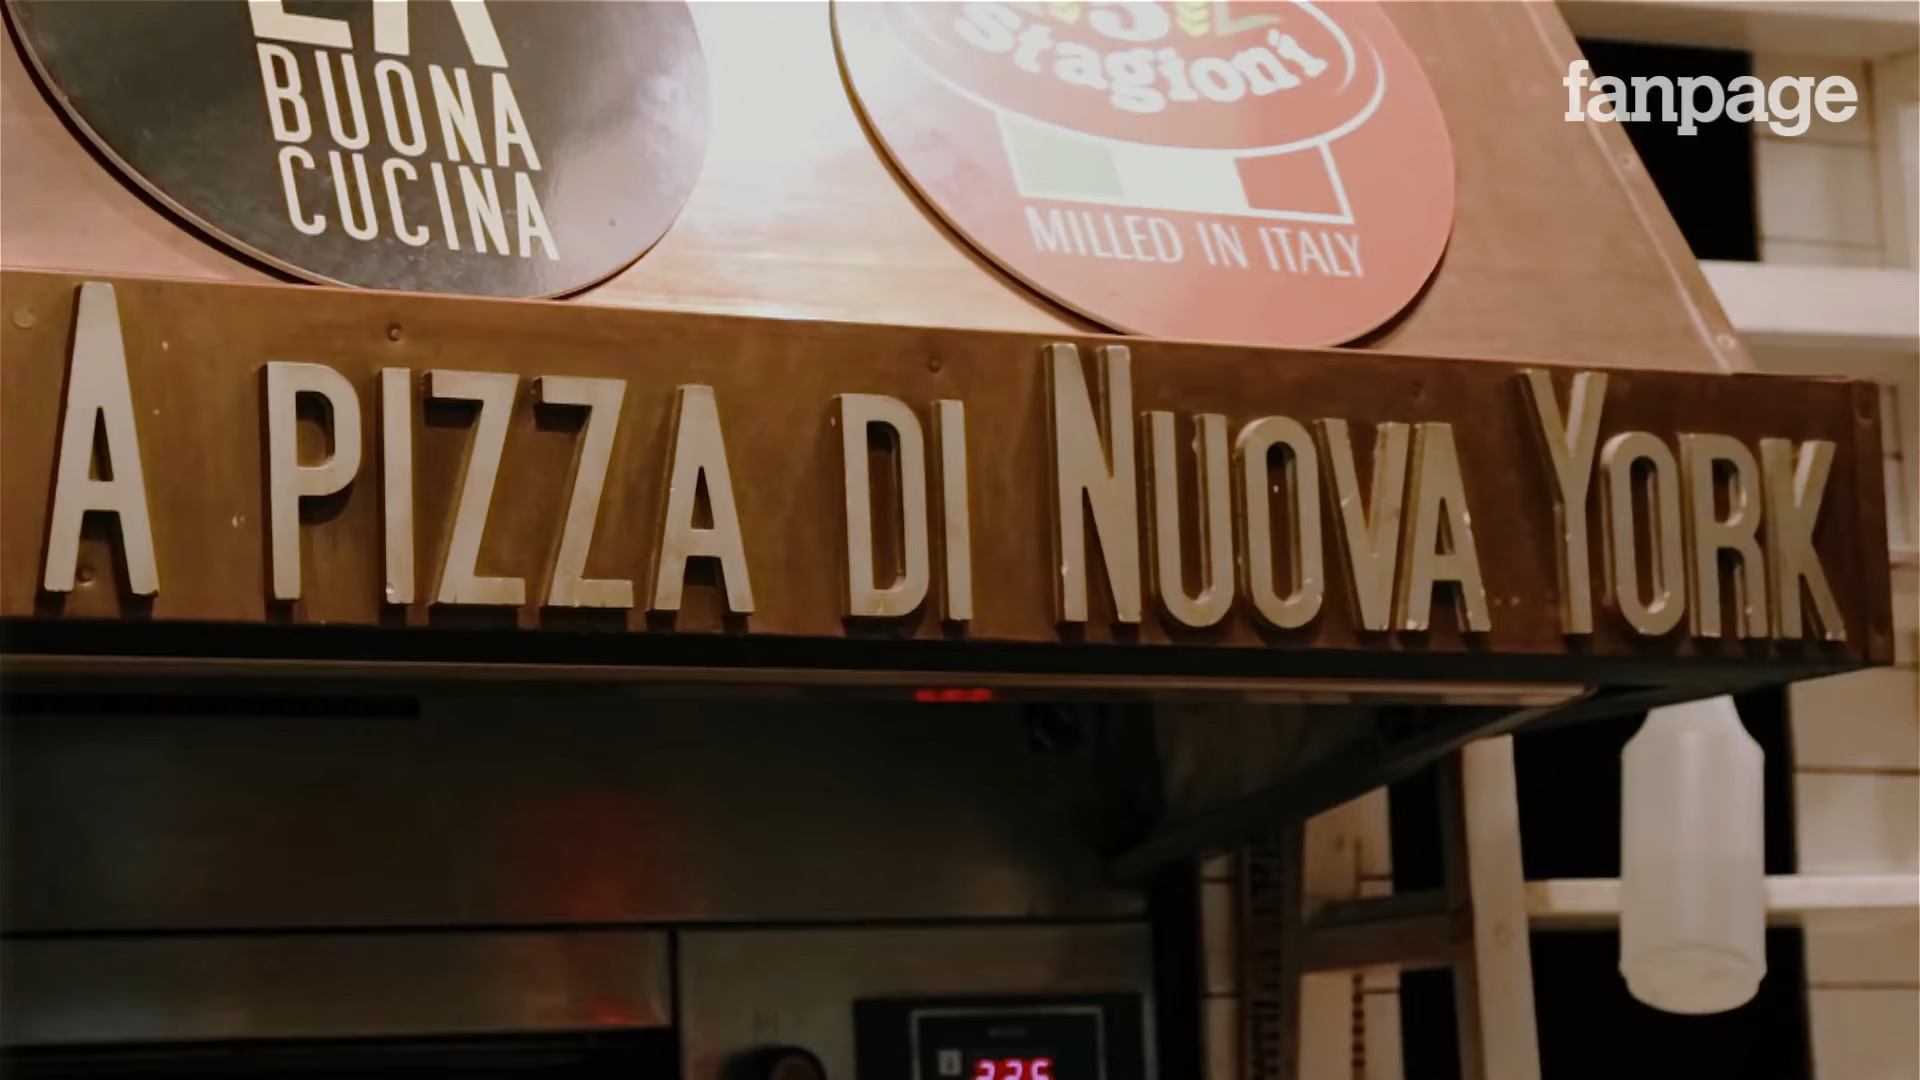 BUONA
CUCINA
Stagioni
MILLED IN ITALY
fanpage
A PIZZA DI NUOVA YORK